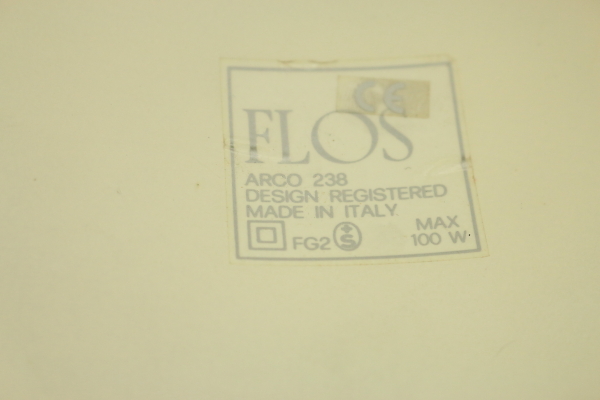 CE
FLOS
ARCO 238
DESIGN REGISTERED
MADE IN ITALY
FG2 +S MAX
100 W